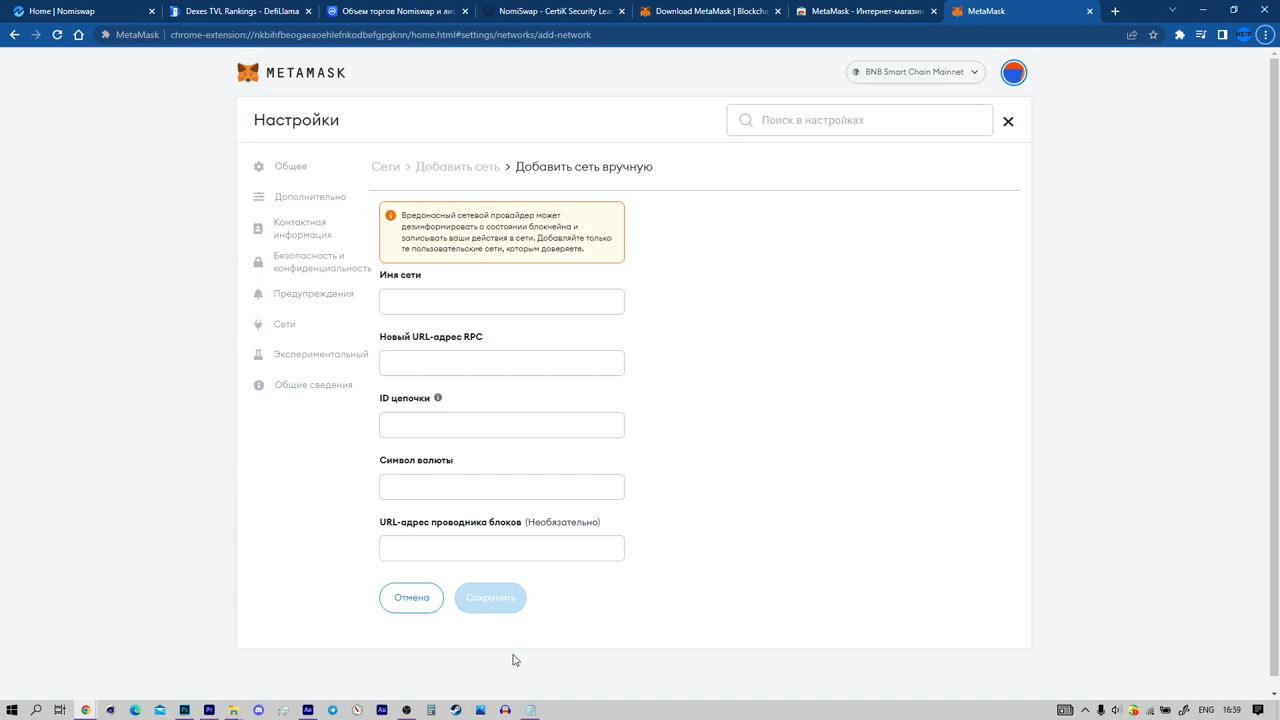 Home | Nomiswap
Dexes TVL Rankings - DefiLlama
Объем торгов Nomiswap и лис
NomiSwap - CertiK Security Lea
Download MetaMask | Blockcha
MetaMask - Интернет-магазин
MetaMask
MetaMask | chrome-extension://nkbihfbeogaeaoehlefnkodbefgpgknn/home.html#settings/networks/add-network
METAMASK
BNB Smart Chain Mainnet
Настройки
Поиск в настройках
Общее
Дополнительно
Контактная
информация
Безопасность и
конфиденциальность
Предупреждения
Сети
Экспериментальный
Общие сведения
Сети > Добавить сеть > Добавить сеть вручную
Вредоносный сетевой провайдер может
дезинформировать о состоянии блокчейна и
записывать ваши действия в сети. Добавляйте только
те пользовательские сети, которым доверяете.
Имя сети
Новый URL-адрес RPC
ID цепочки
Символ валюты
URL-адрес проводника блоков (Необязательно)
Отмена
Сохранить
ENG
16:59